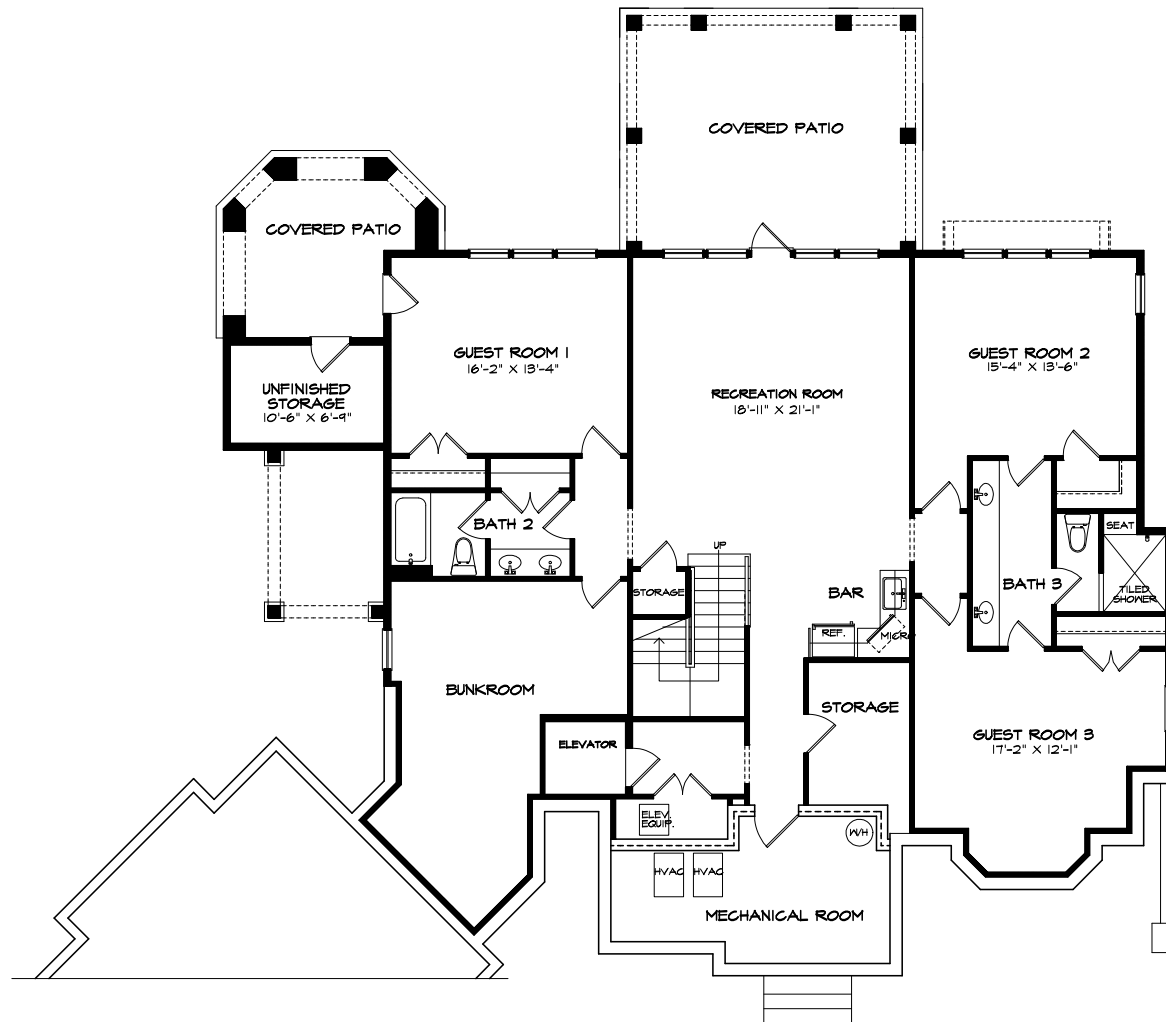 COVERED PATIO
COVERED PATIO
GUEST ROOM 1
16'-2" X 13'-4"
GUEST ROOM 2
15'-4" X 13'-6"
UNFINISHED
STORAGE
10'-6" X 6'-9"
RECREATION ROOM
18'-11" X 21'-1"
BATH 2
SEAT
UP
BATH 3
TILED
SHOWER
STORAGE
BAR
REF.
MICRO
BUNKROOM
STORAGE
GUEST ROOM 3
17'-2" X 12'-1"
ELEVATOR
ELEV.
EQUIP.
W/H
HVAC
HVAC
MECHANICAL ROOM